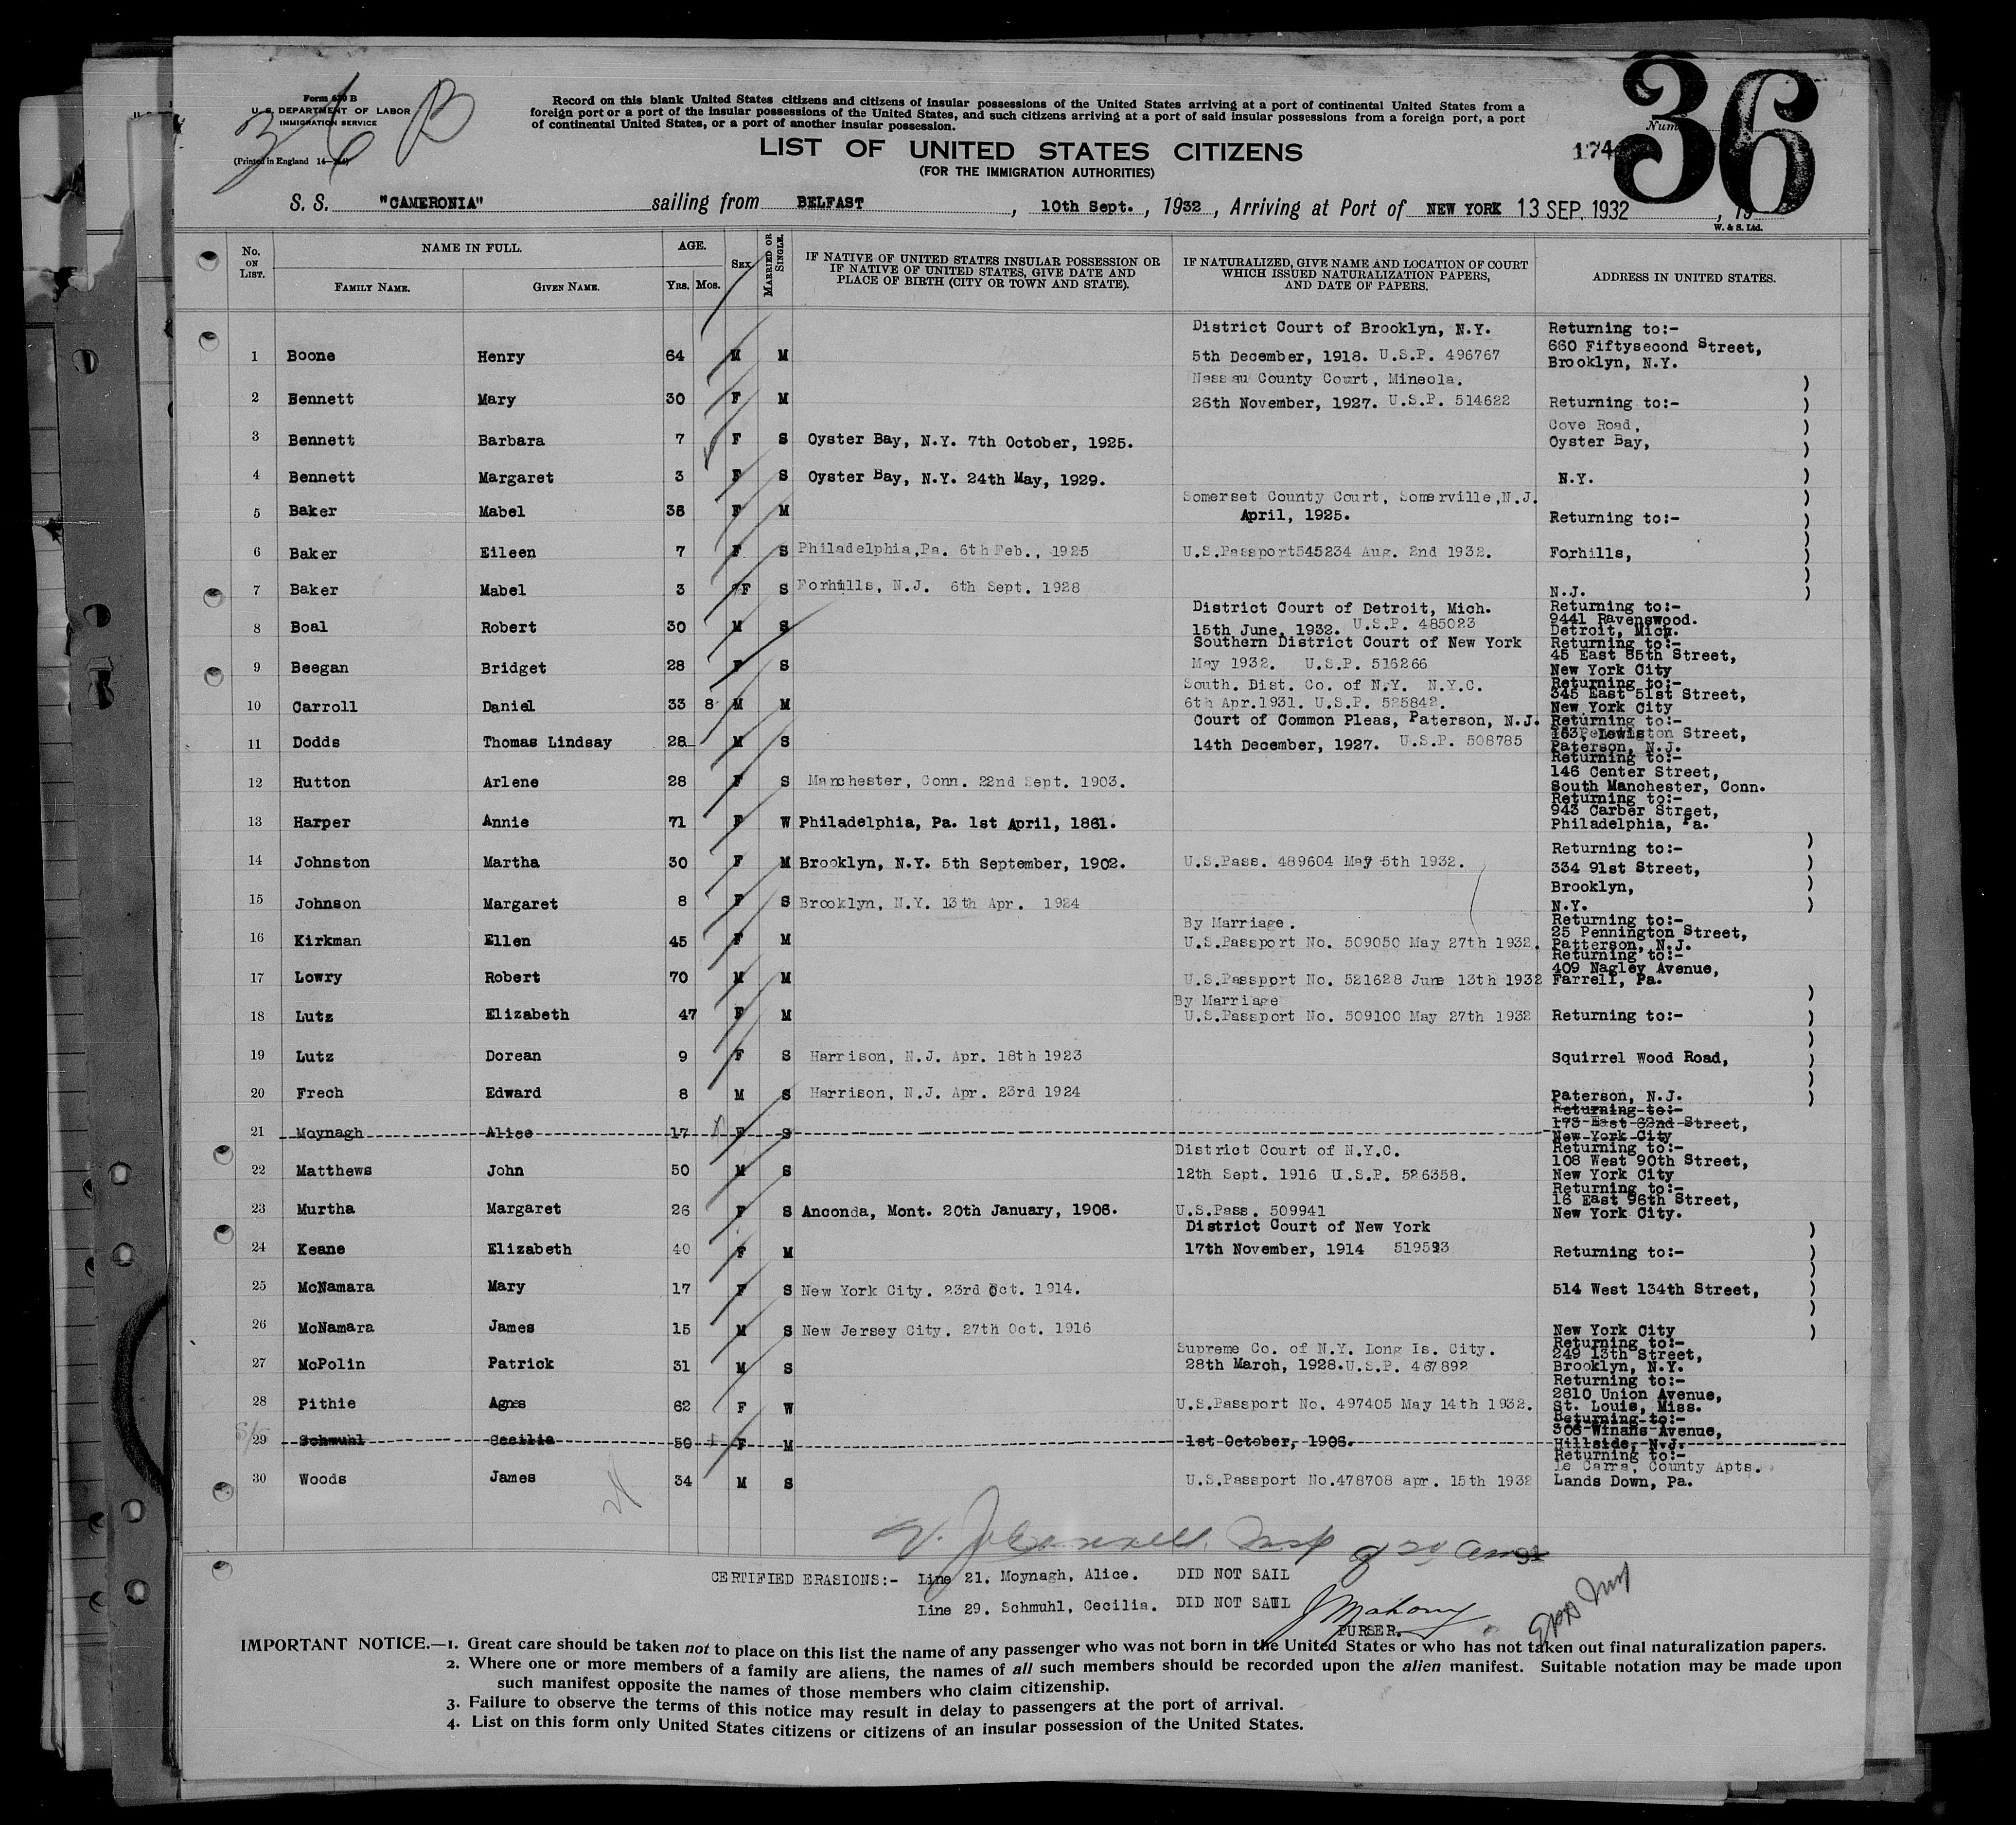 36
Form 630 B
U. S. DEPARTMENT OF LABOR
IMMIGRATION SERVICE
(Printed in England
36 B
Record on this blank United States citizens and citizens of insular possessions of the United States arriving at a port of continental United States from a
foreign port or a port of the insular possessions of the United States, and such citizens arriving at a port of said insular possessions from a foreign port, a port
of continental United States, or a port of another insular possession.
LIST OF UNITED STATES CITIZENS
(FOR THE IMMIGRATION AUTHORITIES)
174
S. S. "CAMERONIA" sailing from BELFAST, 10th Sept., 1932, Arriving at Port of NEW YORK 13 SEP. 1932, 19
W. & S. Ltd.
No. ON LIST. NAME IN FULL. FAMILY NAME. GIVEN NAME. AGE. YRS. MOS. SEX MARRIED OR SINGLE. IF NATIVE OF UNITED STATES INSULAR POSSESSION OR IF NATIVE OF UNITED STATES, GIVE DATE AND PLACE OF BIRTH (CITY OR TOWN AND STATE). IF NATURALIZED, GIVE NAME AND LOCATION OF COURT WHICH ISSUED NATURALIZATION PAPERS, AND DATE OF PAPERS. ADDRESS IN UNITED STATES.
District Court of Brooklyn, N.Y. Returning to:-
1 Boone Henry 64 M M 5th December, 1918. U.S.P. 496767 660 Fiftysecond Street,
Brooklyn, N.Y.
Nassau County Court, Mineola.
2 Bennett Mary 30 F M 26th November, 1927. U.S.P. 514622 Returning to:-
Cove Road,
3 Bennett Barbara 7 F S Oyster Bay, N.Y. 7th October, 1925. Oyster Bay,
4 Bennett Margaret 3 F S Oyster Bay, N.Y. 24th May, 1929. N.Y.
Somerset County Court, Somerville,N.J.
5 Baker Mabel 38 F M April, 1925. Returning to:-
6 Baker Eileen 7 F S Philadelphia,Pa. 6th Feb., 1925 U.S.Passport545234 Aug. 2nd 1932. Forhills,
7 Baker Mabel 3 F S Forhills, N.J. 6th Sept. 1928 N.J.
District Court of Detroit, Mich. Returning to:-
8 Boal Robert 30 M S 15th June, 1932. U.S.P. 485023 9441 Ravenswood.
Detroit, Mich.
Southern District Court of New York Returning to:-
9 Beegan Bridget 28 F S May 1932. U.S.P. 516266 45 East 85th Street,
New York City
South. Dist. Co. of N.Y. N.Y.C. Returning to:-
10 Carroll Daniel 33 8 M M 6th Apr.1931. U.S.P. 525842. 345 East 51st Street,
New York City
Court of Common Pleas, Paterson, N.J. Returning to:-
11 Dodds Thomas Lindsay 28 M S 14th December, 1927. U.S.P. 508785 Street,
Paterson, N.J.
Returning to:-
12 Hutton Arlene 28 F S Manchester, Conn. 22nd Sept. 1903. 146 Center Street,
South Manchester, Conn.
Returning to:-
13 Harper Annie 71 F W Philadelphia, Pa. 1st April, 1861. 943 Carber Street,
Philadelphia, Pa.
Returning to:-
14 Johnston Martha 30 F M Brooklyn, N.Y. 5th September, 1902. U.S.Pass. 489604 May 5th 1932. 334 91st Street,
Brooklyn,
15 Johnson Margaret 8 F S Brooklyn, N.Y. 13th Apr. 1924 N.Y.
By Marriage. Returning to:-
16 Kirkman Ellen 45 F M U.S.Passport No. 509050 May 27th 1932. 25 Pennington Street,
Patterson, N.J.
Returning to:-
17 Lowry Robert 70 M M U.S.Passport No. 521628 June 13th 1932 409 Nagley Avenue,
Farrell, Pa.
By Marriage
18 Lutz Elizabeth 47 F M U.S.Passport No. 509100 May 27th 1932 Returning to:-
19 Lutz Dorean 9 F S Harrison, N.J. Apr. 18th 1923 Squirrel Wood Road,
20 Frech Edward 8 M S Harrison, N.J. Apr. 23rd 1924 Paterson, N.J.
Returning to:-
21 Moynagh Alice 17 F S 173 East 62nd Street,
New York City
District Court of N.Y.C. Returning to:-
22 Matthews John 50 M S 12th Sept. 1916 U.S.P. 526358. 108 West 90th Street,
New York City
Returning to:-
23 Murtha Margaret 26 F S Anconda, Mont. 20th January, 1906. U.S.Pass. 509941 16 East 96th Street,
New York City.
District Court of New York
24 Keane Elizabeth 40 F M 17th November, 1914 519593 Returning to:-
25 McNamara Mary 17 F S New York City. 23rd Oct. 1914. 514 West 134th Street,
26 McNamara James 15 M S New Jersey City. 27th Oct. 1916 New York City
Supreme Co. of N.Y. Long Is. City. Returning to:-
27 McPolin Patrick 31 M S 28th March, 1928. U.S.P. 467892 249 13th Street,
Brooklyn, N.Y.
Returning to:-
28 Pithie Agnes 62 F W U.S.Passport No. 497405 May 14th 1932. 2810 Union Avenue,
St. Louis, Miss.
Returning to:-
29 Schmuhl Cecilia 50 F M 1st October, 1906. 306 Winans Avenue,
Hillside, N.J.
Returning to:-
le Carra, County Apts.
30 Woods James 34 M S U.S.Passport No.478708 apr. 15th 1932 Lands Down, Pa.
CERTIFIED ERASIONS:- Line 21. Moynagh, Alice. DID NOT SAIL
Line 29. Schmuhl, Cecilia. DID NOT SAIL
J Mahony
PURSER.
IMPORTANT NOTICE.—1. Great care should be taken not to place on this list the name of any passenger who was not born in the United States or who has not taken out final naturalization papers.
2. Where one or more members of a family are aliens, the names of all such members should be recorded upon the alien manifest. Suitable notation may be made upon
such manifest opposite the names of those members who claim citizenship.
3. Failure to observe the terms of this notice may result in delay to passengers at the port of arrival.
4. List on this form only United States citizens or citizens of an insular possession of the United States.